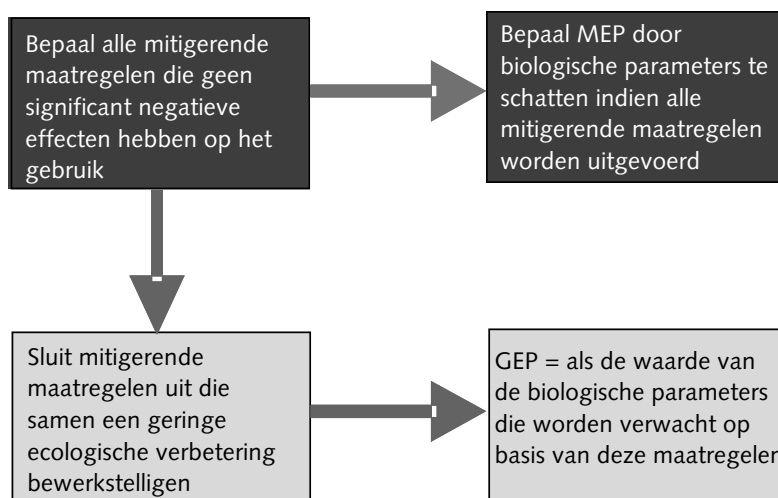 Bepaal alle mitigerende
maatregelen die geen
significant negatieve
effecten hebben op het
gebruik
Bepaal MEP door
biologische parameters te
schatten indien alle
mitigerende maatregelen
worden uitgevoerd
Sluit mitigerende
maatregelen uit die
samen een geringe
ecologische verbetering
bewerkstelligen
GEP = als de waarde van
de biologische parameters
die worden verwacht op
basis van deze maatregelen